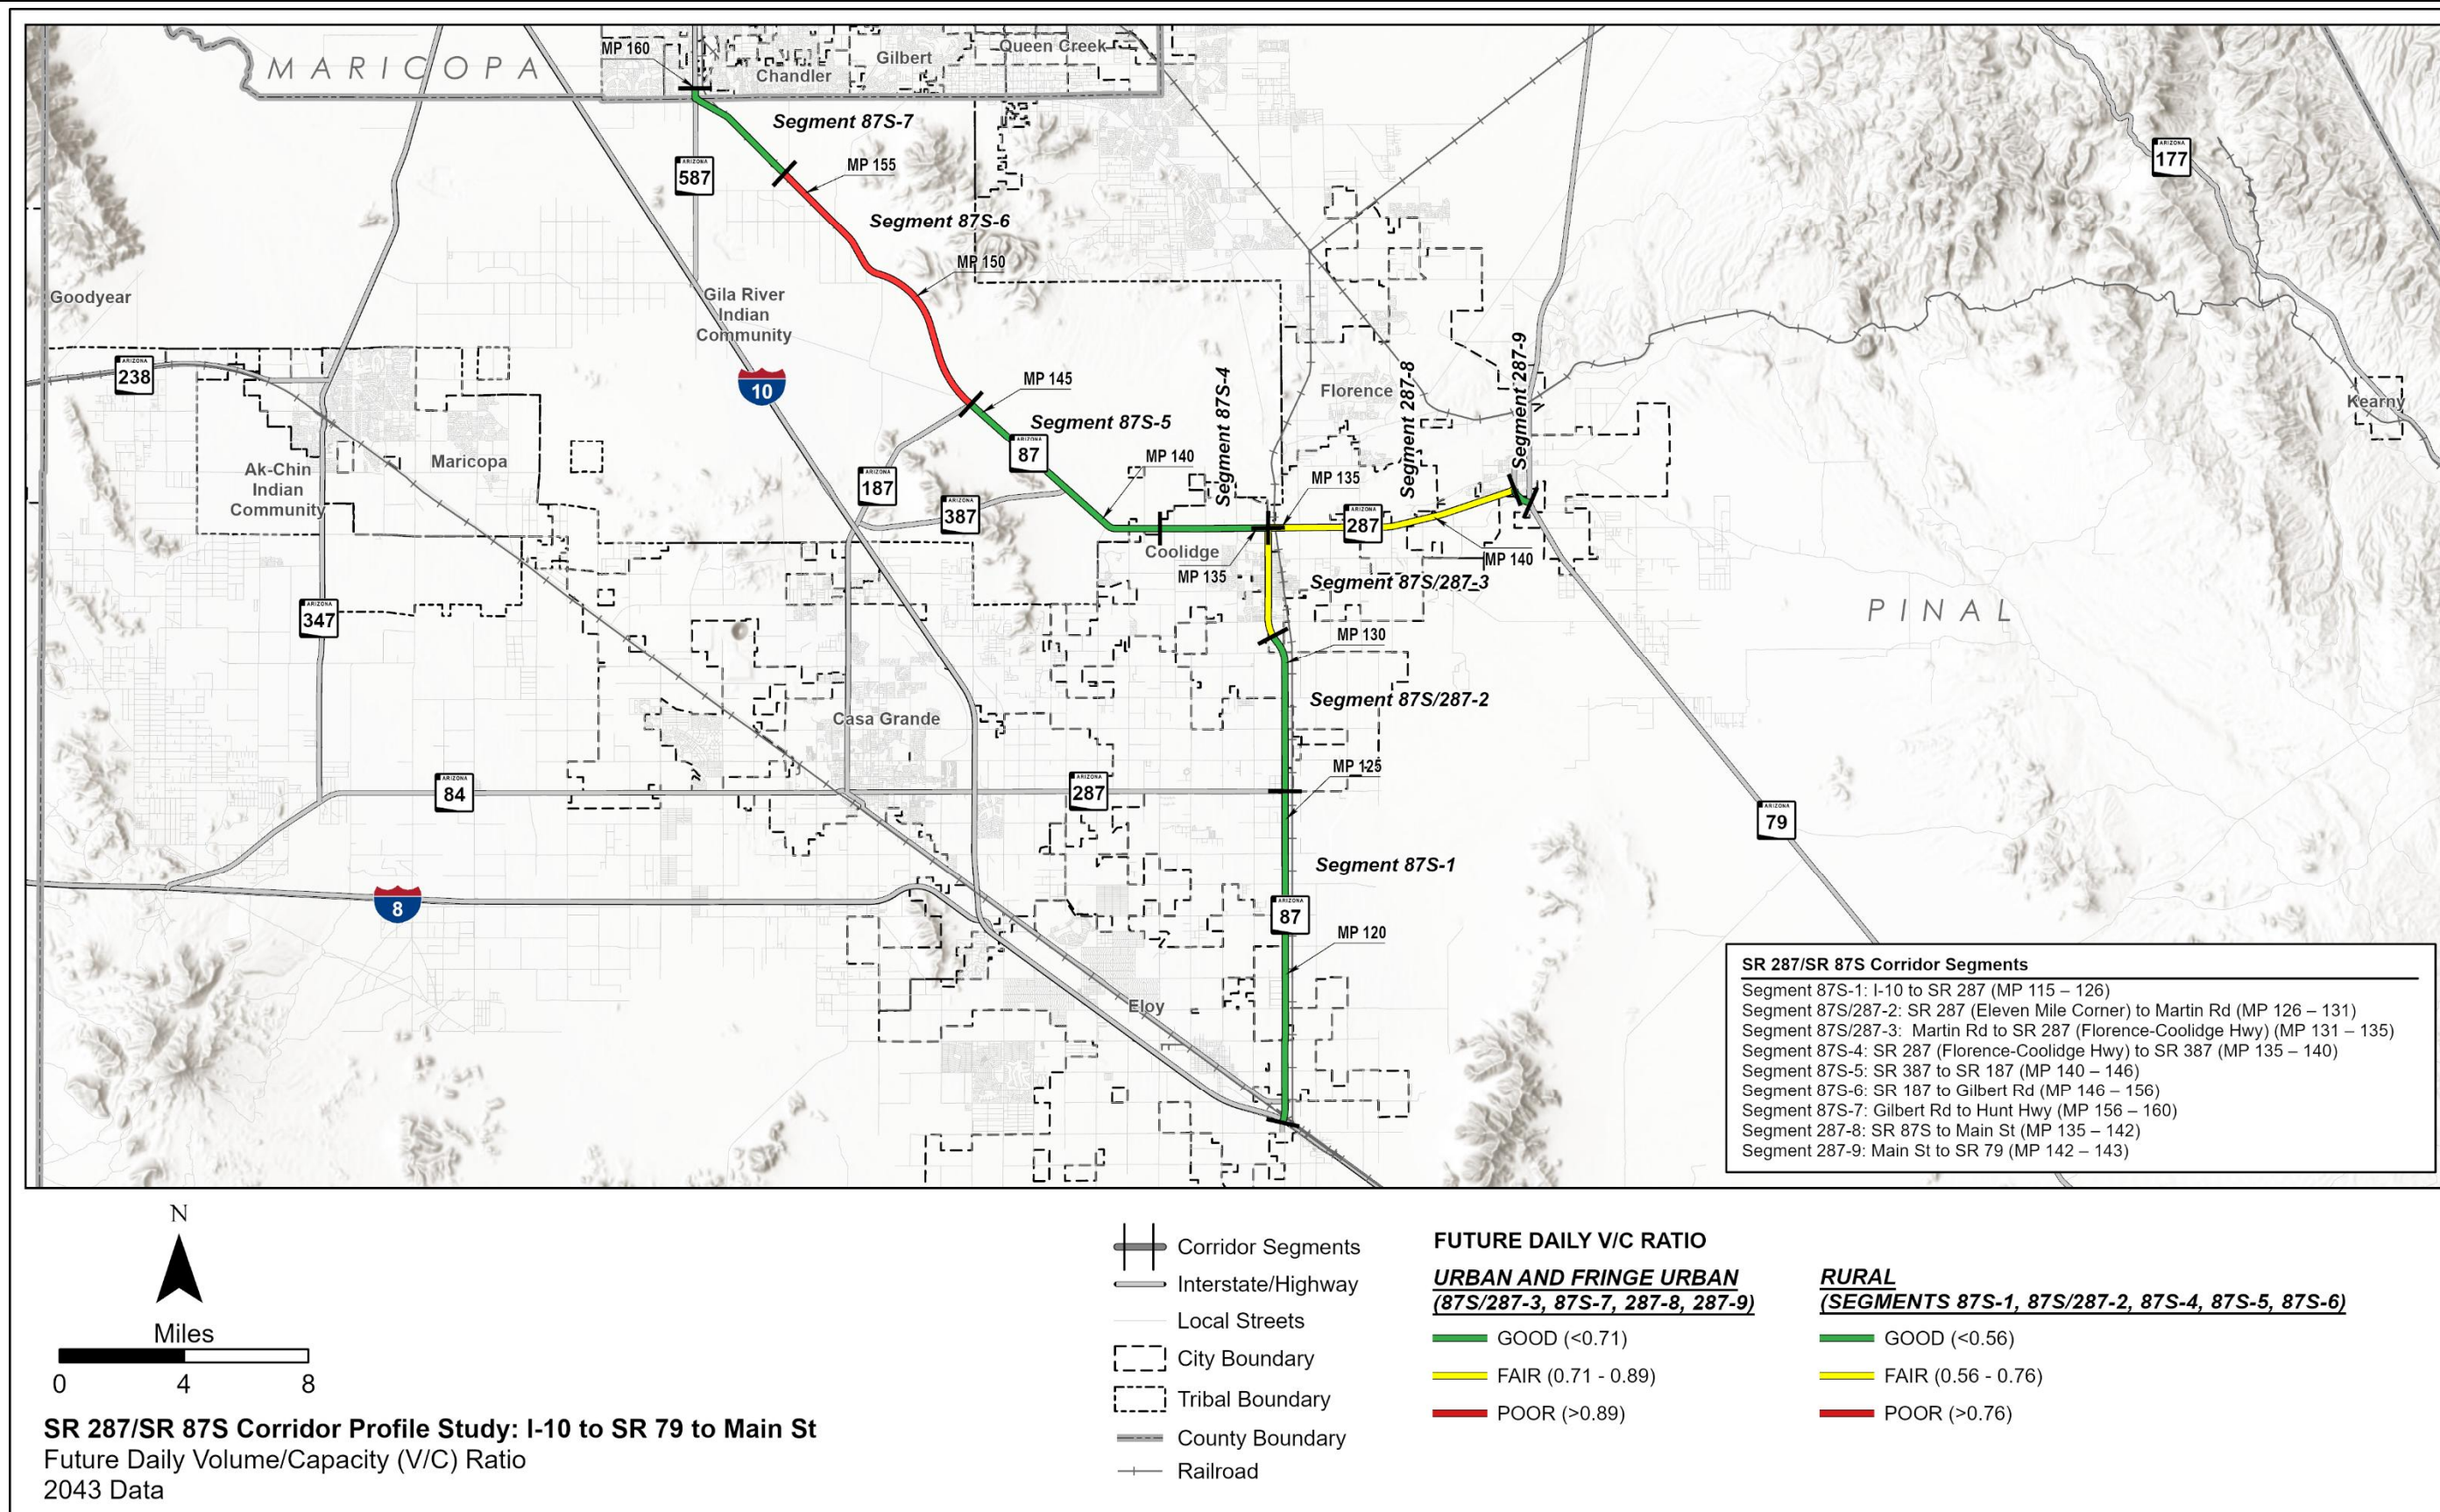 MARICOPA
MP 160
Chandler
Gilbert
Queen Creek
Segment 87S-7
ARIZONA
587
MP 155
ARIZONA
177
Segment 87S-6
MP 150
Goodyear
Gila River
Indian
Community
ARIZONA
238
10
MP 145
Segment 87S-5
Segment 87S-4
Florence
Segment 287-8
Segment 287-9
Kearny
ARIZONA
87
MP 140
Maricopa
Ak-Chin
Indian
Community
ARIZONA
187
ARIZONA
387
MP 135
ARIZONA
287
Coolidge
MP 135
MP 140
Segment 87S/287-3
ARIZONA
347
PINAL
MP 130
Segment 87S/287-2
Casa Grande
MP 125
ARIZONA
84
ARIZONA
287
ARIZONA
79
Segment 87S-1
8
ARIZONA
87
MP 120
Eloy
SR 287/SR 87S Corridor Segments
Segment 87S-1: I-10 to SR 287 (MP 115 – 126)
Segment 87S/287-2: SR 287 (Eleven Mile Corner) to Martin Rd (MP 126 – 131)
Segment 87S/287-3: Martin Rd to SR 287 (Florence-Coolidge Hwy) (MP 131 – 135)
Segment 87S-4: SR 287 (Florence-Coolidge Hwy) to SR 387 (MP 135 – 140)
Segment 87S-5: SR 387 to SR 187 (MP 140 – 146)
Segment 87S-6: SR 187 to Gilbert Rd (MP 146 – 156)
Segment 87S-7: Gilbert Rd to Hunt Hwy (MP 156 – 160)
Segment 287-8: SR 87S to Main St (MP 135 – 142)
Segment 287-9: Main St to SR 79 (MP 142 – 143)
N
Miles
0 4 8
SR 287/SR 87S Corridor Profile Study: I-10 to SR 79 to Main St
Future Daily Volume/Capacity (V/C) Ratio
2043 Data
Corridor Segments
Interstate/Highway
Local Streets
City Boundary
Tribal Boundary
County Boundary
Railroad
FUTURE DAILY V/C RATIO
URBAN AND FRINGE URBAN
(87S/287-3, 87S-7, 287-8, 287-9)
GOOD (<0.71)
FAIR (0.71 - 0.89)
POOR (>0.89)
RURAL
(SEGMENTS 87S-1, 87S/287-2, 87S-4, 87S-5, 87S-6)
GOOD (<0.56)
FAIR (0.56 - 0.76)
POOR (>0.76)